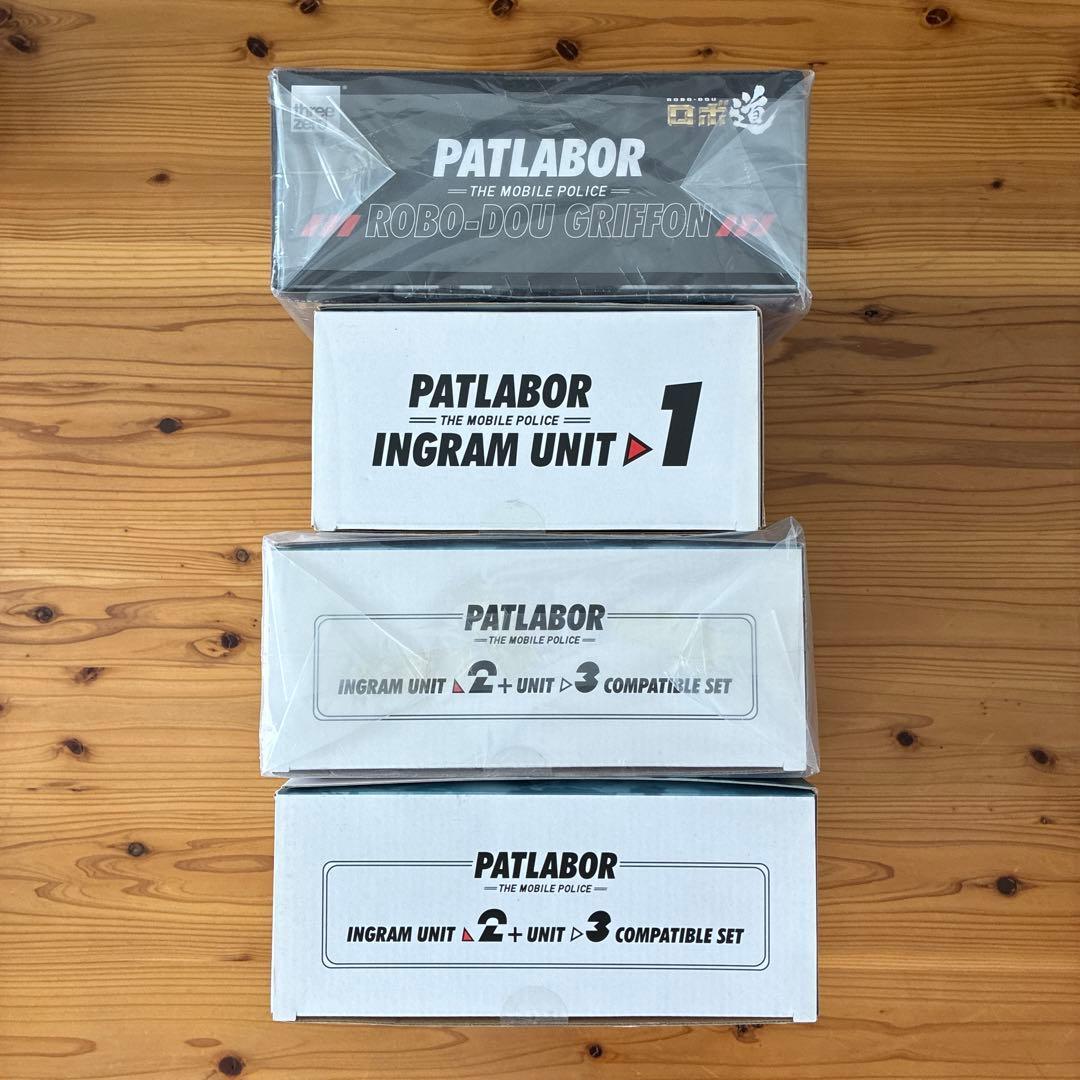 three
zero
ROBO-DOU
ロボ道
PATLABOR
THE MOBILE POLICE
ROBO-DOU GRIFFON
PATLABOR
THE MOBILE POLICE
INGRAM UNIT 1
PATLABOR
THE MOBILE POLICE
INGRAM UNIT 2 + UNIT 3 COMPATIBLE SET
PATLABOR
THE MOBILE POLICE
INGRAM UNIT 2 + UNIT 3 COMPATIBLE SET